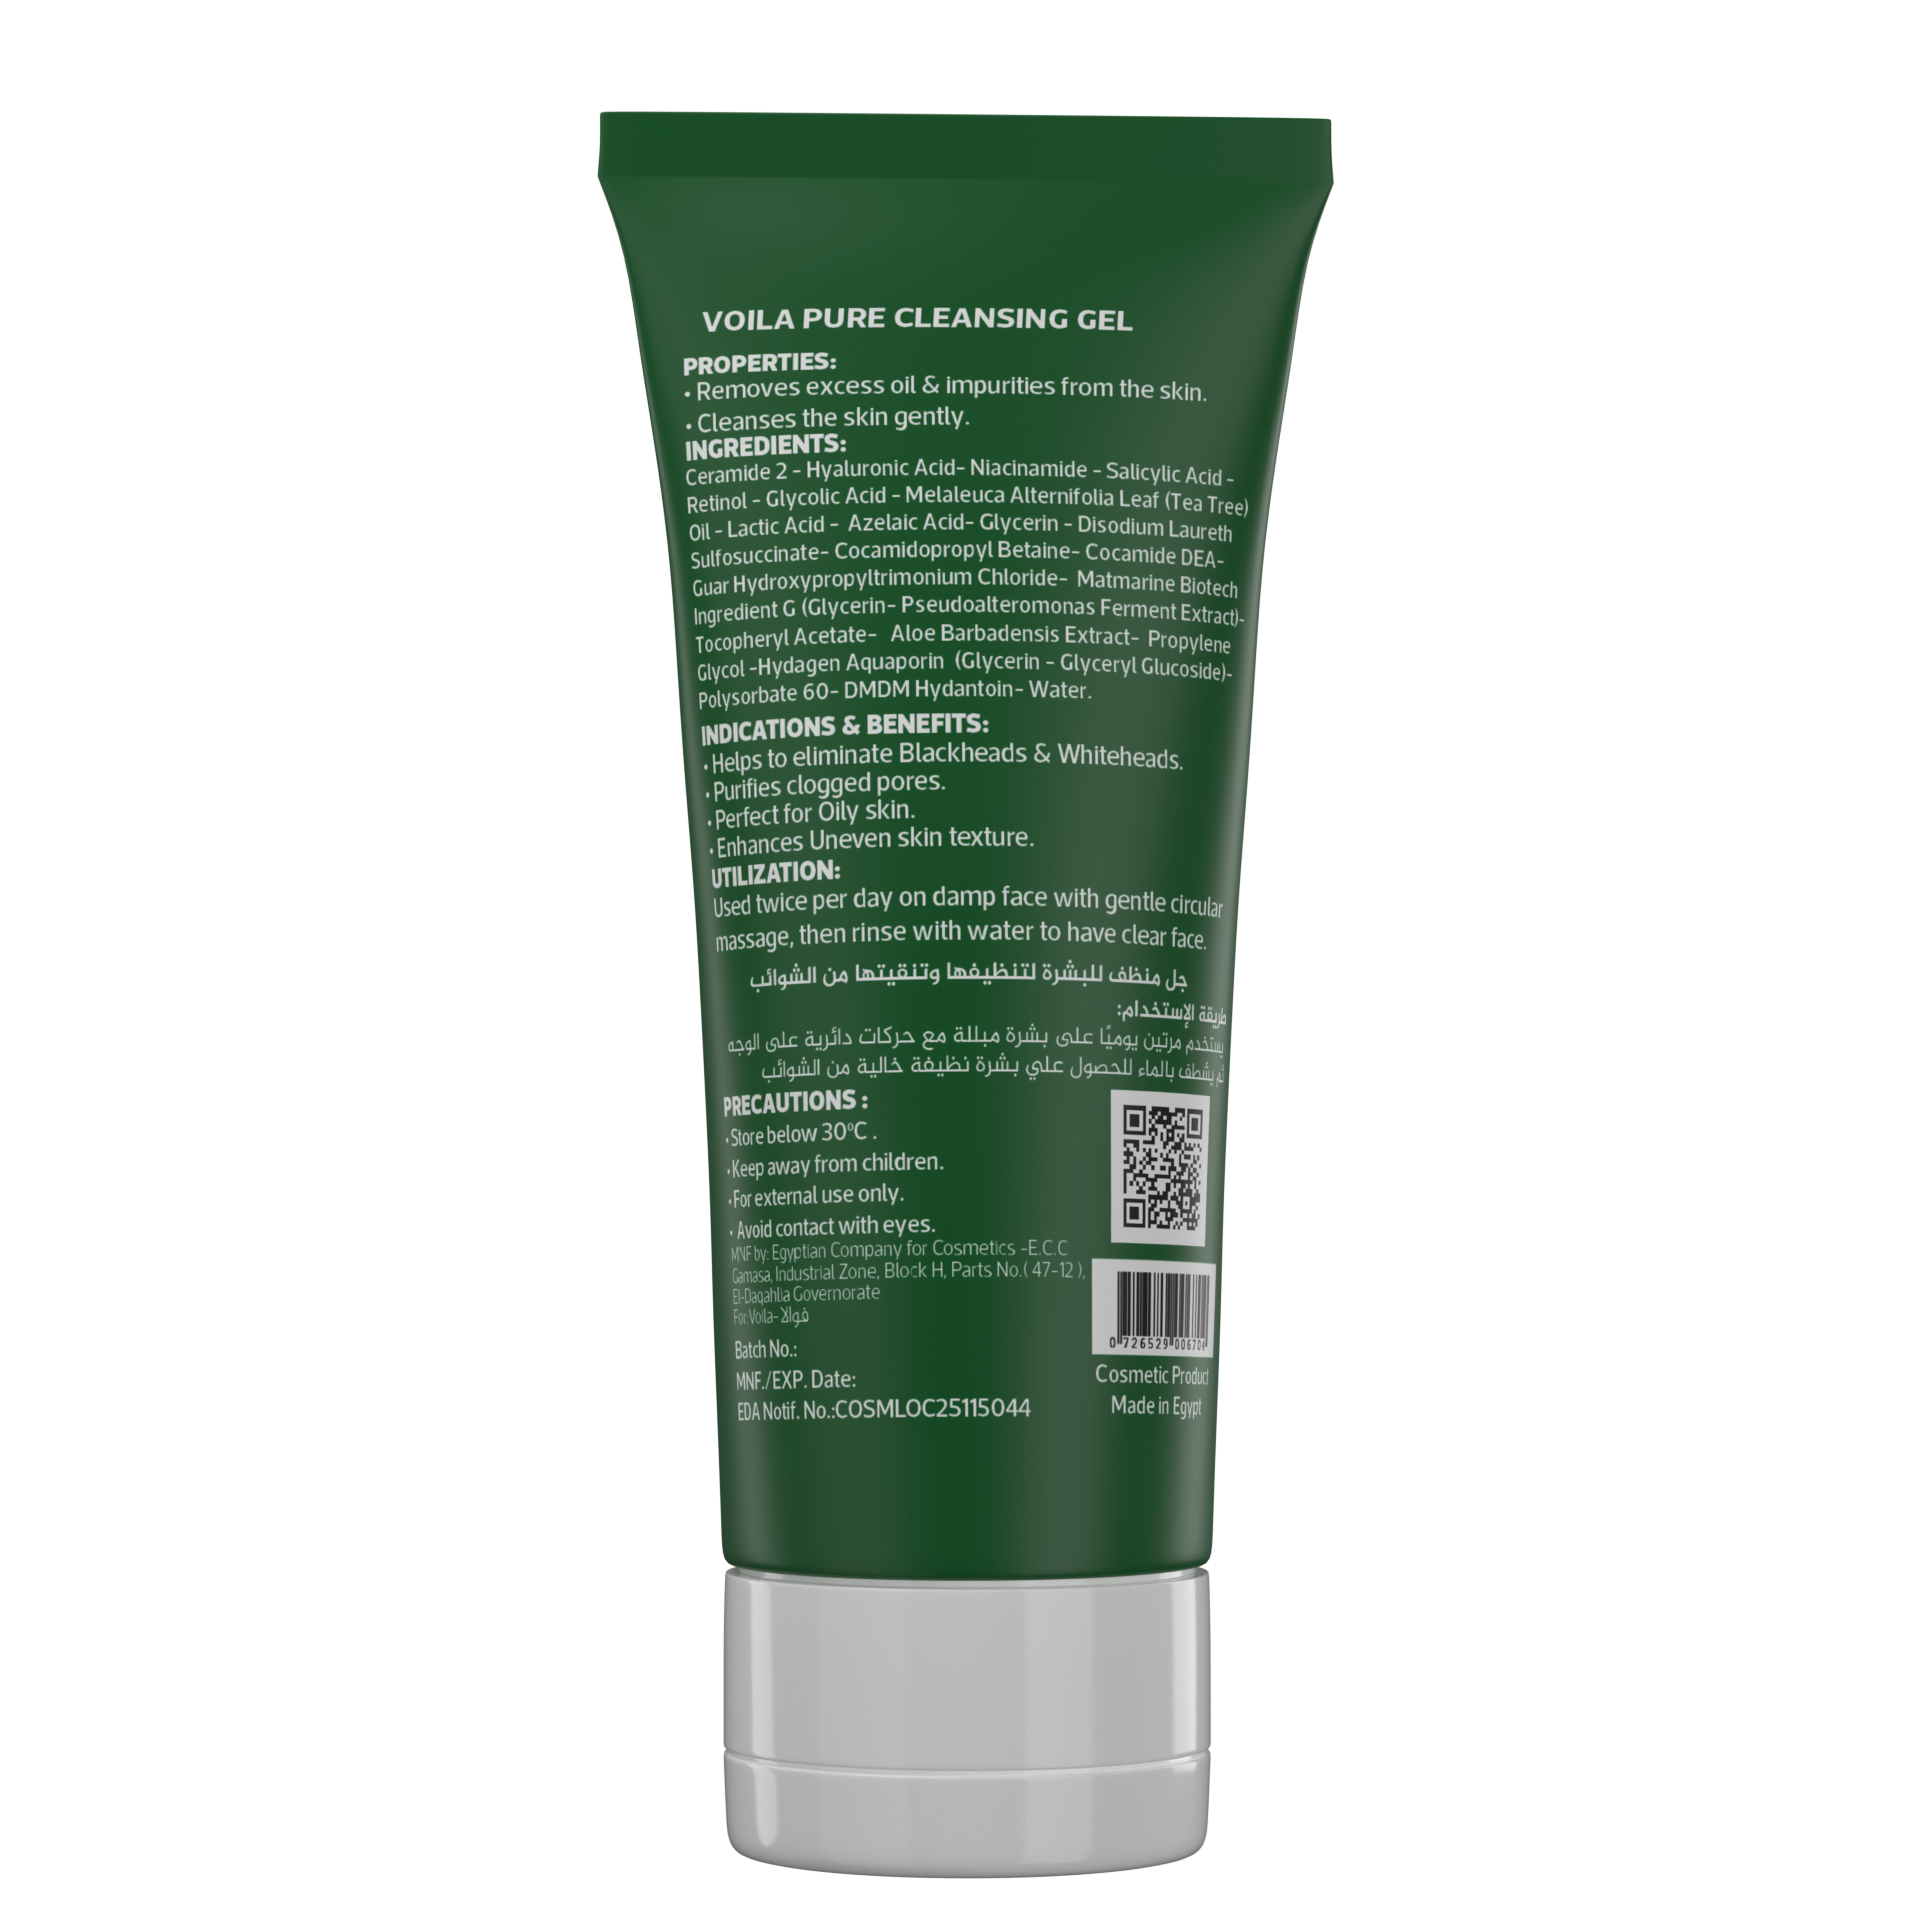 VOILA PURE CLEANSING GEL
PROPERTIES:
• Removes excess oil & impurities from the skin.
• Cleanses the skin gently.
INGREDIENTS:
Ceramide 2 - Hyaluronic Acid- Niacinamide - Salicylic Acid -
Retinol - Glycolic Acid - Melaleuca Alternifolia Leaf (Tea Tree)
Oil - Lactic Acid - Azelaic Acid- Glycerin - Disodium Laureth
Sulfosuccinate- Cocamidopropyl Betaine- Cocamide DEA-
Guar Hydroxypropyltrimonium Chloride- Matmarine Biotech
Ingredient G (Glycerin- Pseudoalteromonas Ferment Extract)-
Tocopheryl Acetate- Aloe Barbadensis Extract- Propylene
Glycol -Hydagen Aquaporin (Glycerin - Glyceryl Glucoside)-
Polysorbate 60- DMDM Hydantoin- Water.
INDICATIONS & BENEFITS:
• Helps to eliminate Blackheads & Whiteheads.
• Purifies clogged pores.
• Perfect for Oily skin.
• Enhances Uneven skin texture.
UTILIZATION:
Used twice per day on damp face with gentle circular
massage, then rinse with water to have clear face.
جل منظف للبشرة لتنظيفها وتنقيتها من الشوائب
طريقة الإستخدام:
يستخدم مرتين يوميًا على بشرة مبللة مع حركات دائرية على الوجه
ثم يشطف بالماء للحصول علي بشرة نظيفة خالية من الشوائب
PRECAUTIONS :
• Store below 30°C .
• Keep away from children.
• For external use only.
• Avoid contact with eyes.
MNF by: Egyptian Company for Cosmetics -E.C.C
Gamasa, Industrial Zone, Block H, Parts No.( 47-12 ),
El-Daqahlia Governorate
For:Voila- فوالا
0 726529 006701
Batch No.:
MNF./EXP. Date:
EDA Notif. No.:COSMLOC25115044
Cosmetic Product
Made in Egypt